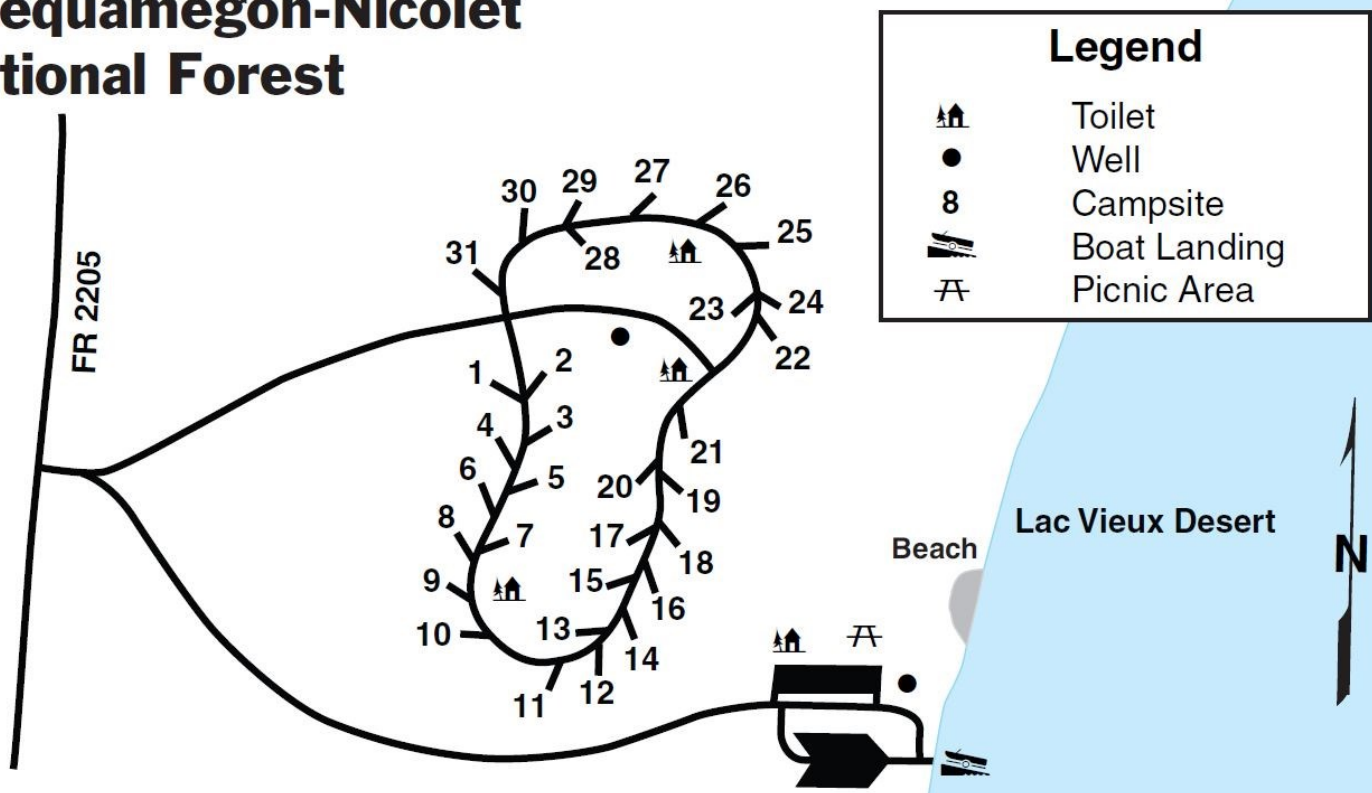 equamegon-Nicolet
tional Forest
Legend
Toilet
Well
8 Campsite
Boat Landing
Picnic Area
FR 2205
30
29
27
26
31
28
25
23
24
22
1
2
4
3
6
5
21
20
19
8
7
17
18
9
15
16
10
13
14
11
12
Beach
Lac Vieux Desert
N